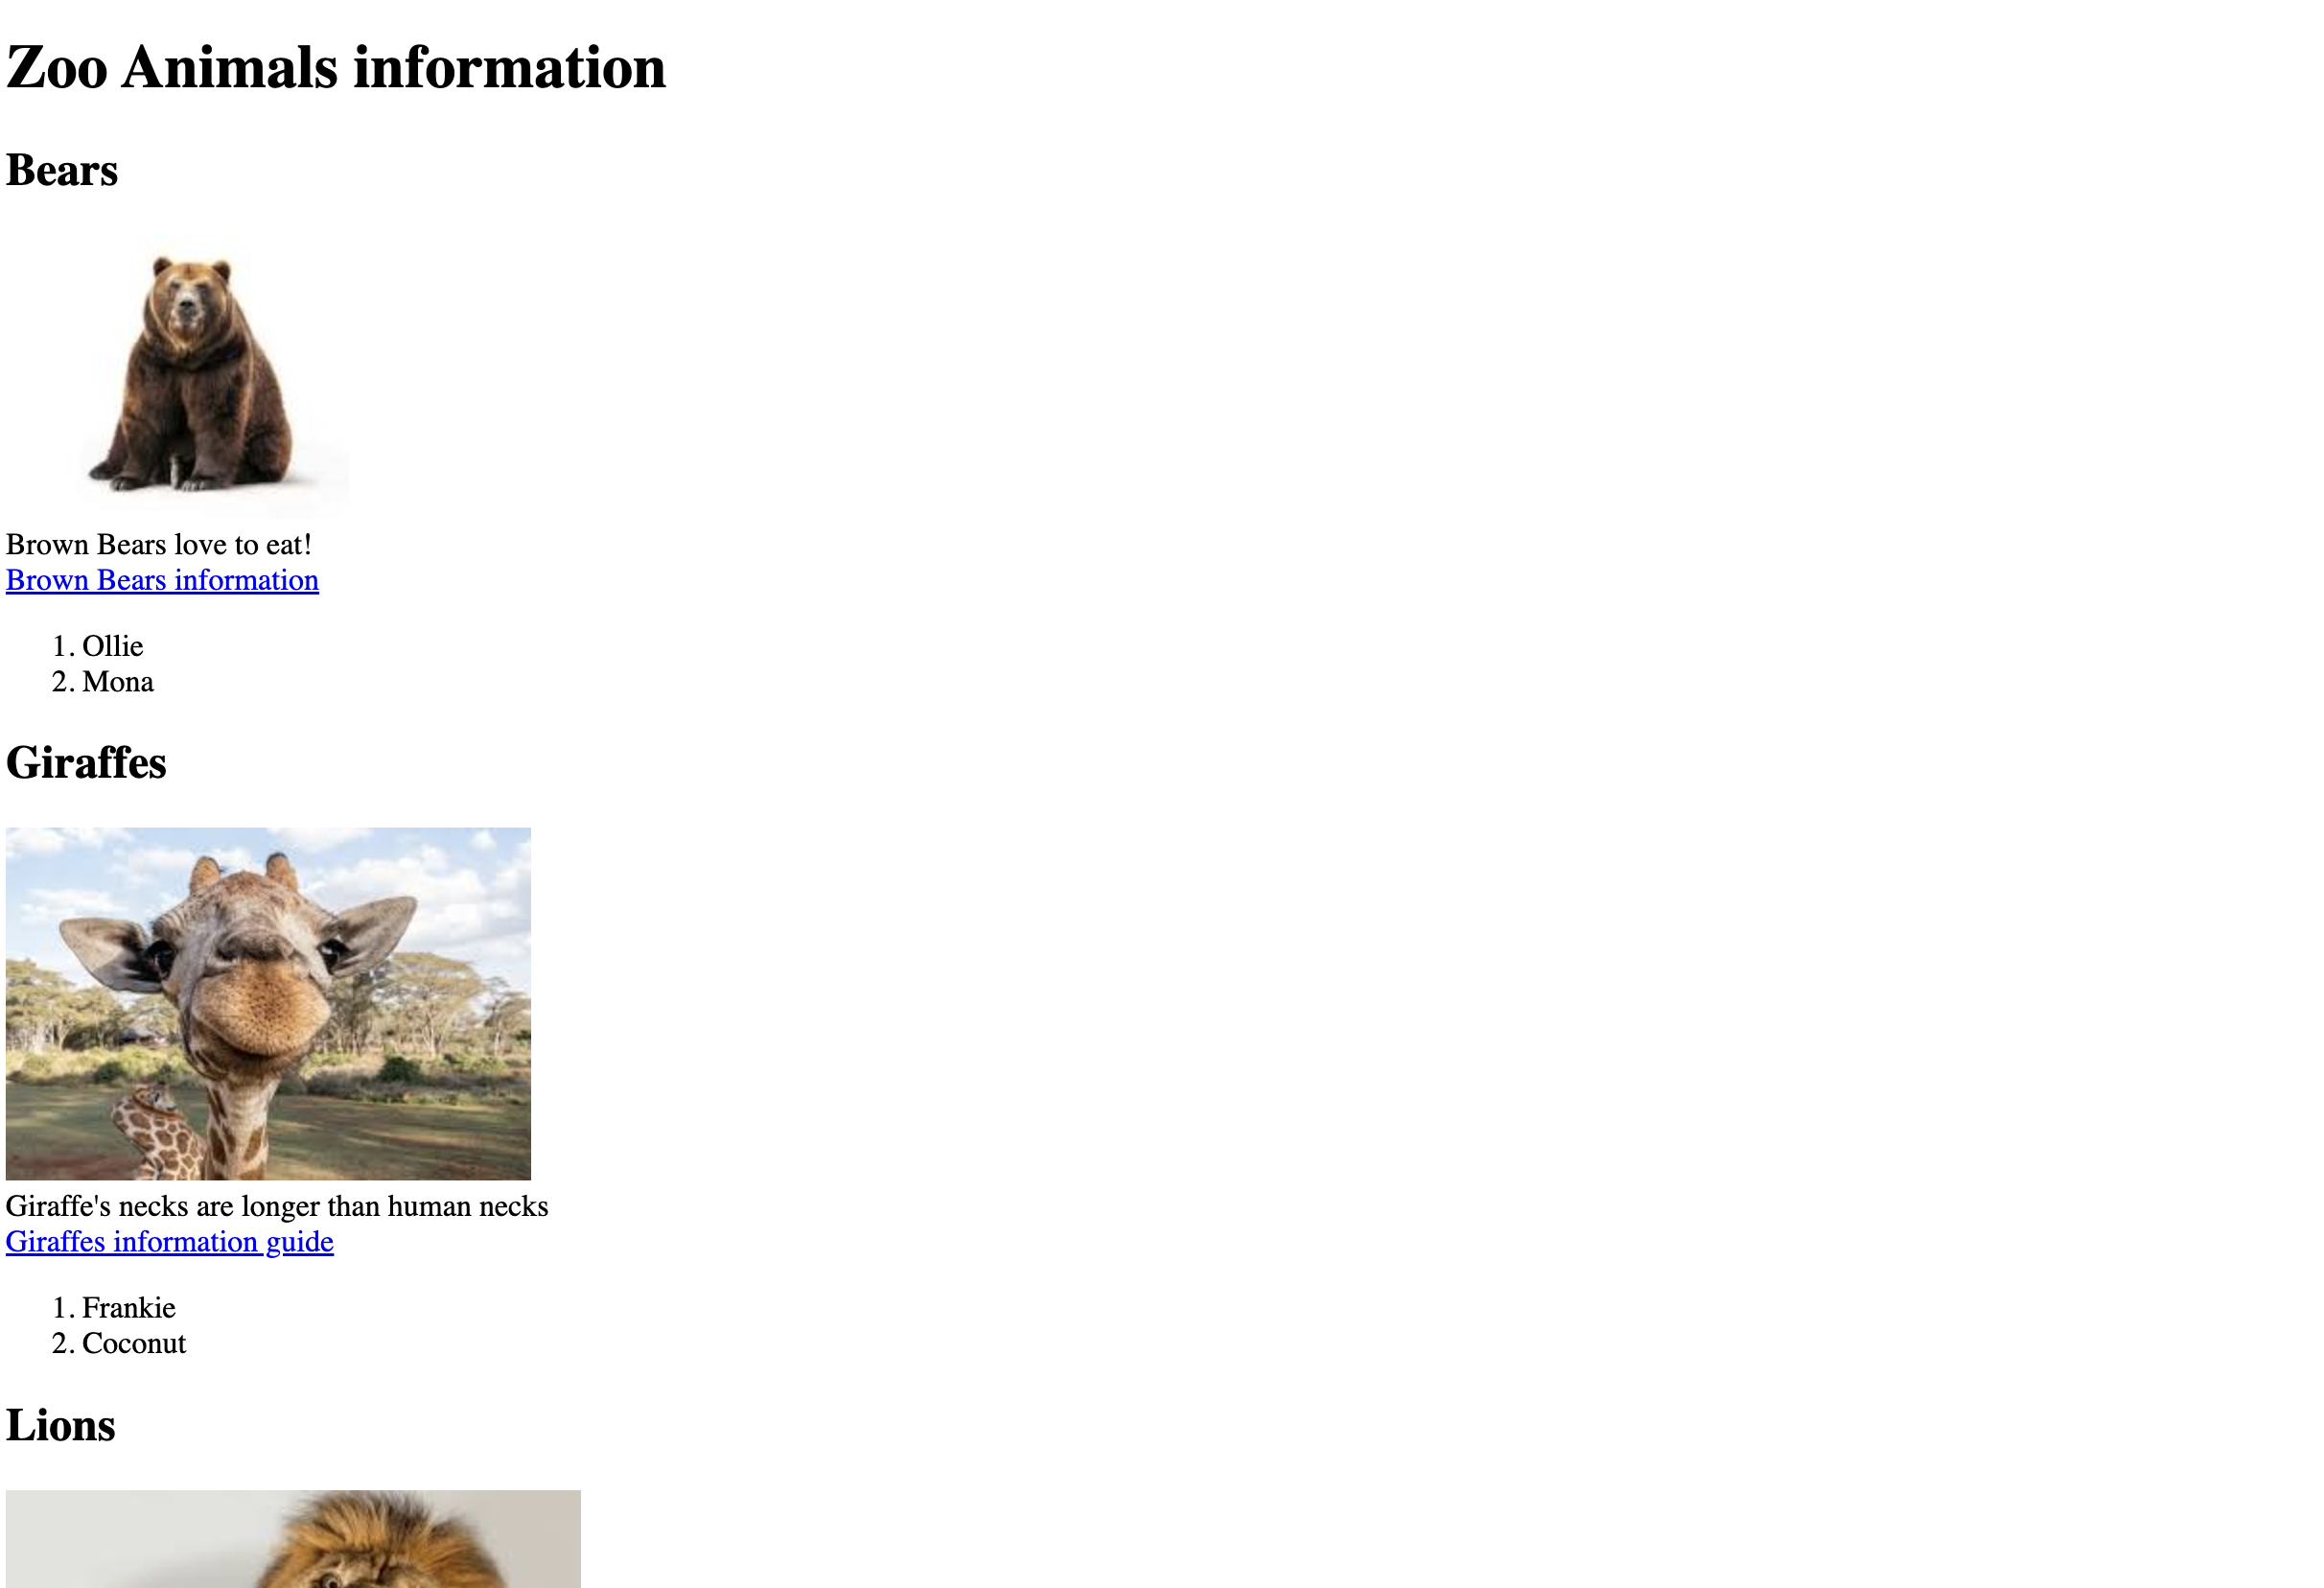 Zoo Animals information
Bears
Brown Bears love to eat!
Brown Bears information
1. Ollie
2. Mona
Giraffes
Giraffe's necks are longer than human necks
Giraffes information guide
1. Frankie
2. Coconut
Lions